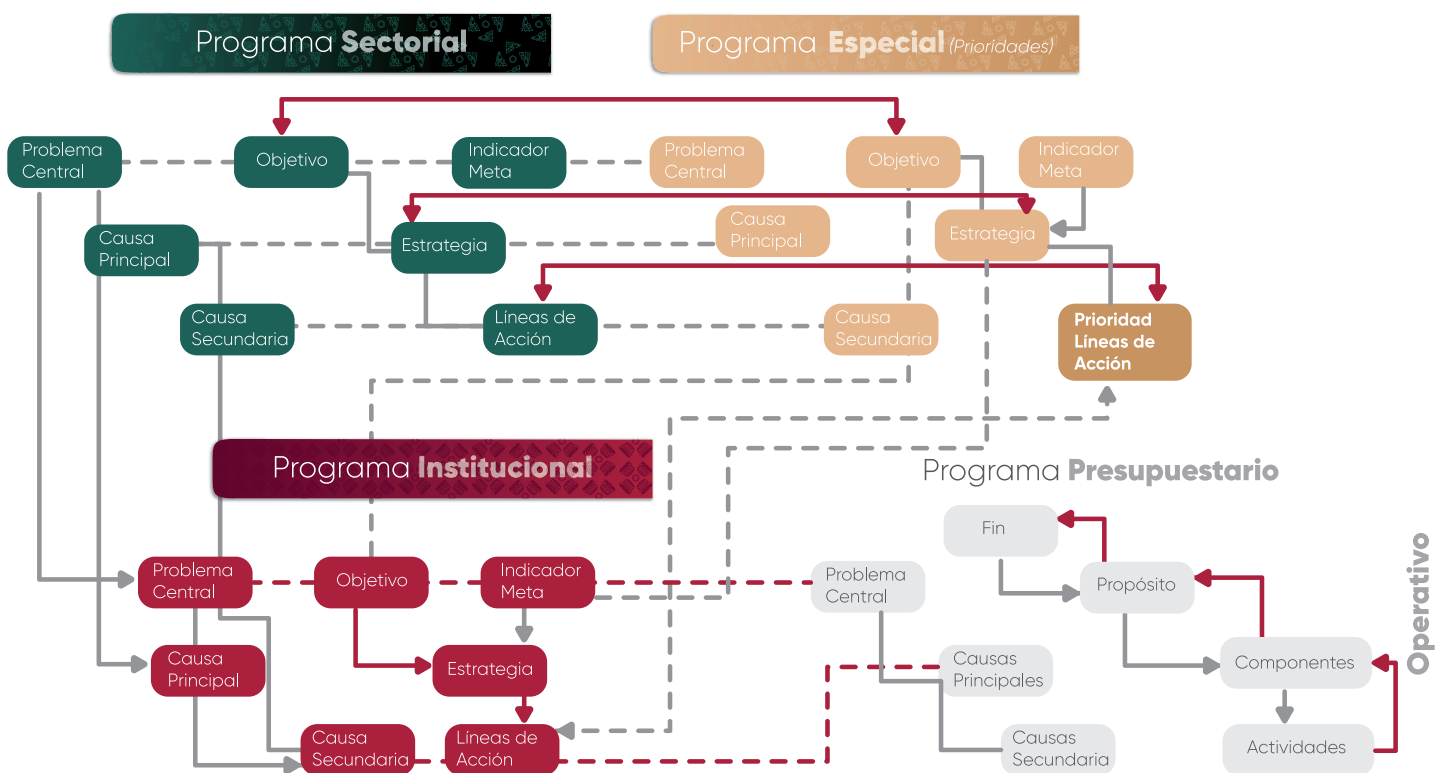 Programa Sectorial
Programa Especial (Prioridades)
Problema
Central
Objetivo
Indicador
Meta
Problema
Central
Objetivo
Indicador
Meta
Causa
Principal
Estrategia
Causa
Principal
Estrategia
Causa
Secundaria
Líneas de
Acción
Causa
Secundaria
Prioridad
Líneas de
Acción
Programa Institucional
Programa Presupuestario
Problema
Central
Objetivo
Indicador
Meta
Causa
Principal
Estrategia
Causa
Secundaria
Líneas de
Acción
Problema
Central
Causas
Principales
Causas
Secundaria
Fin
Propósito
Componentes
Actividades
Operativo